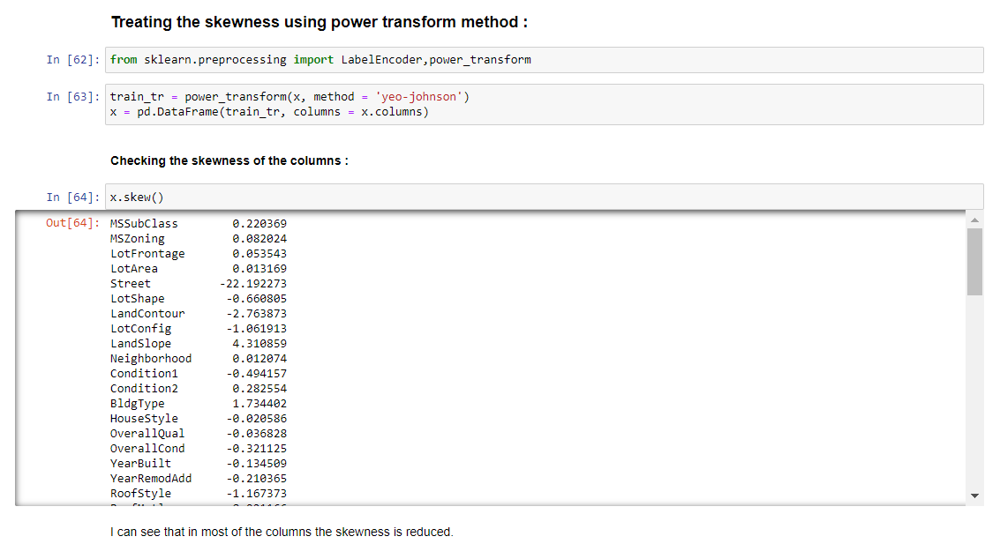 Treating the skewness using power transform method :
In [62]: from sklearn.preprocessing import LabelEncoder,power_transform
In [63]: train_tr = power_transform(x, method = 'yeo-johnson')
x = pd.DataFrame(train_tr, columns = x.columns)
Checking the skewness of the columns :
In [64]: x.skew()
Out[64]: MSSubClass 0.220369
MSZoning 0.082024
LotFrontage 0.053543
LotArea 0.013169
Street -22.192273
LotShape -0.660805
LandContour -2.763873
LotConfig -1.061913
LandSlope 4.310859
Neighborhood 0.012074
Condition1 -0.494157
Condition2 0.282554
BldgType 1.734402
HouseStyle -0.020586
OverallQual -0.036828
OverallCond -0.321125
YearBuilt -0.134509
YearRemodAdd -0.210365
RoofStyle -1.167373
I can see that in most of the columns the skewness is reduced.